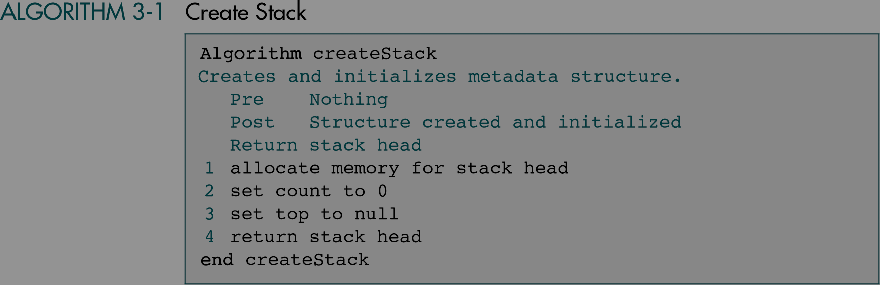 ALGORITHM 3-1 Create Stack
Algorithm createStack
Creates and initializes metadata structure.
Pre Nothing
Post Structure created and initialized
Return stack head
1 allocate memory for stack head
2 set count to 0
3 set top to null
4 return stack head
end createStack